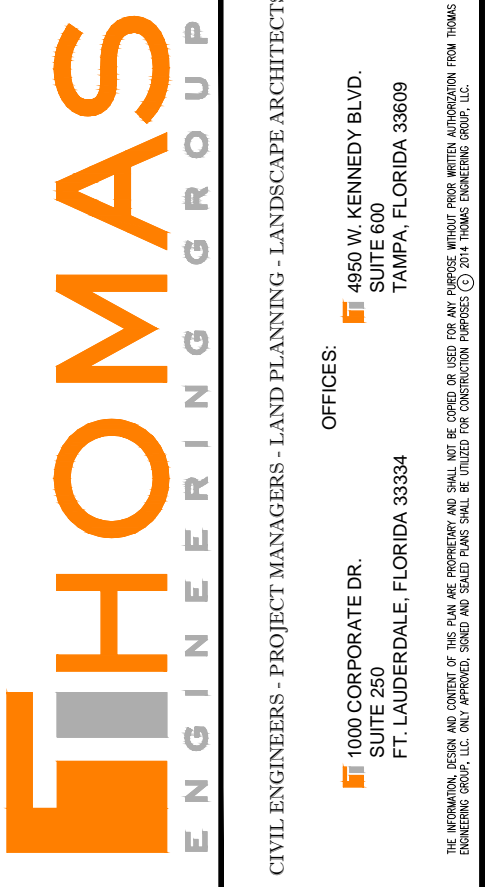 THOMAS
ENGINEERING GROUP
CIVIL ENGINEERS - PROJECT MANAGERS - LAND PLANNING - LANDSCAPE ARCHITECTS
OFFICES:
1000 CORPORATE DR.
SUITE 250
FT. LAUDERDALE, FLORIDA 33334
4950 W. KENNEDY BLVD.
SUITE 600
TAMPA, FLORIDA 33609
THE INFORMATION, DESIGN AND CONTENT OF THIS PLAN ARE PROPRIETARY AND SHALL NOT BE COPIED OR USED FOR ANY PURPOSE WITHOUT PRIOR WRITTEN AUTHORIZATION FROM THOMAS
ENGINEERING GROUP, LLC. ONLY APPROVED, SIGNED AND SEALED PLANS SHALL BE UTILIZED FOR CONSTRUCTION PURPOSES © 2014 THOMAS ENGINEERING GROUP, LLC.